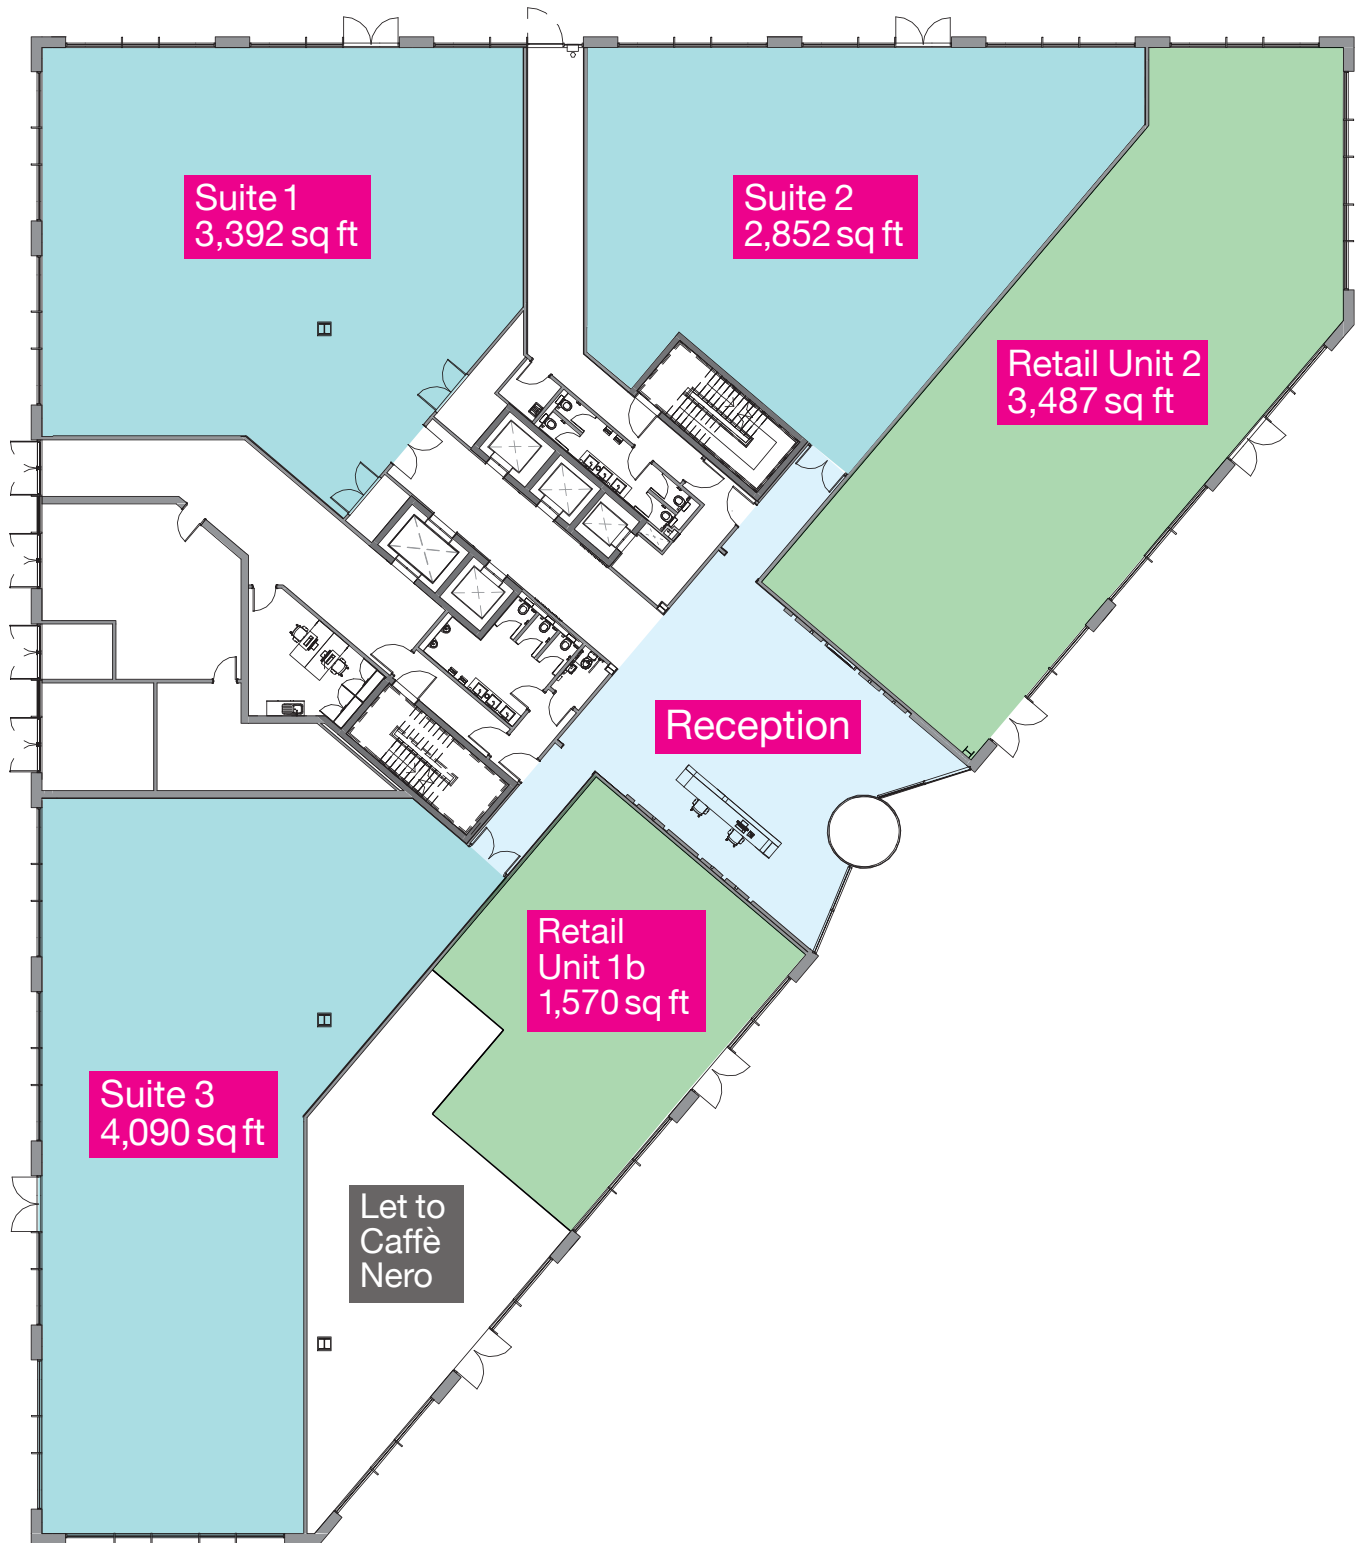 Suite 1
3,392 sq ft
Suite 2
2,852 sq ft
Retail Unit 2
3,487 sq ft
Reception
Retail
Unit 1b
1,570 sq ft
Suite 3
4,090 sq ft
Let to
Caffè
Nero